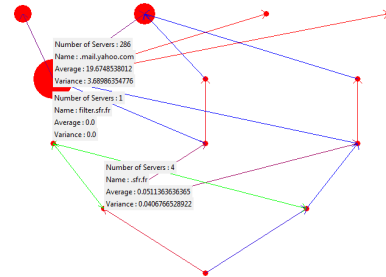 Number of Servers : 286
Name : .mail.yahoo.com
Average : 19.6748538012
Variance : 3.68986354776
Number of Servers : 1
Name : filter.sfr.fr
Average : 0.0
Variance : 0.0
Number of Servers : 4
Name : .sfr.fr
Average : 0.0511363636365
Variance : 0.0406766528922